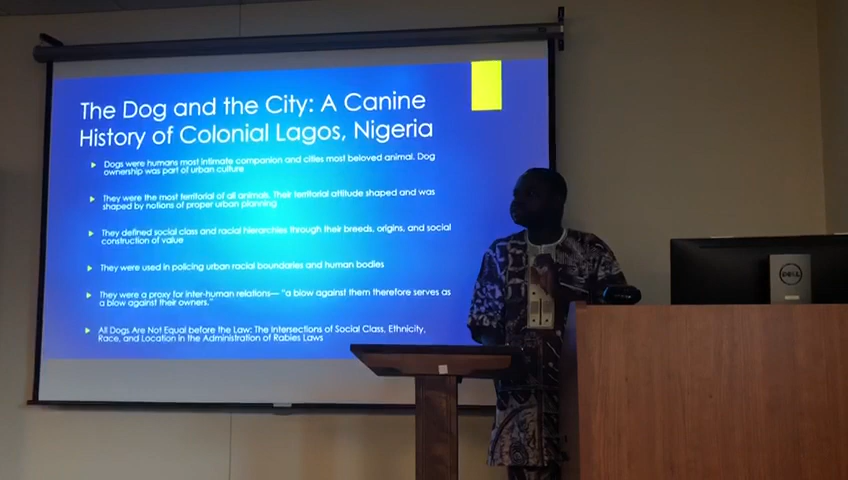 The Dog and the City: A Canine
History of Colonial Lagos, Nigeria
Dogs were humans most intimate companion and cities most beloved animal. Dog
ownership was part of urban culture
They were the most territorial of all animals. Their territorial attitude shaped and was
shaped by notions of proper urban planning
They defined social class and racial hierarchies through their breeds, origins, and social
construction of value
They were used in policing urban racial boundaries and human bodies
They were a proxy for inter-human relations— "a blow against them therefore serves as
a blow against their owners."
All Dogs Are Not Equal before the Law: The Intersections of Social Class, Ethnicity,
Race, and Location in the Administration of Rabies Laws
DELL